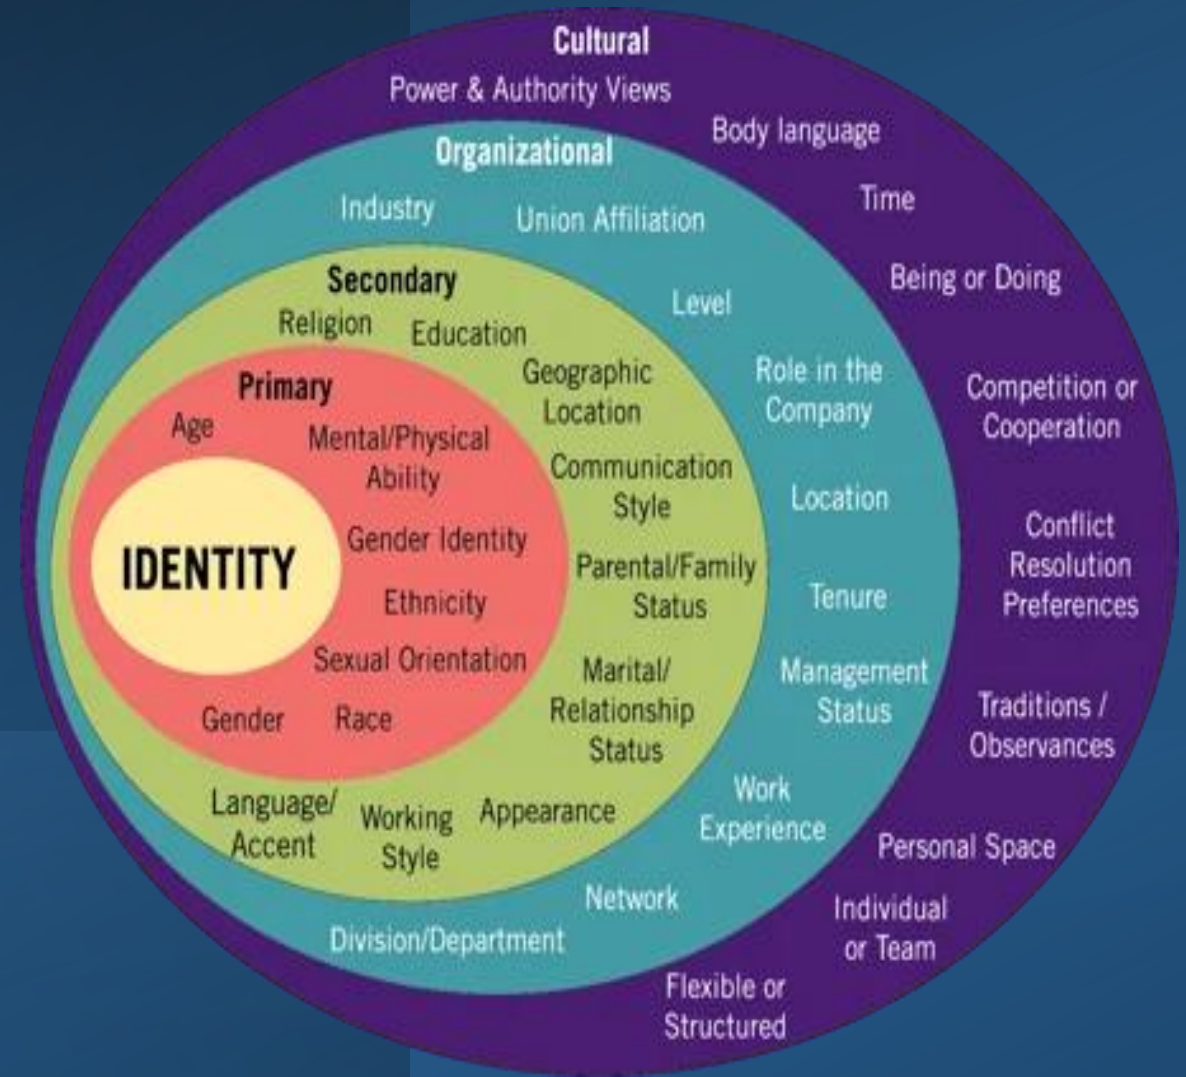 Cultural
Power & Authority Views
Body language
Time
Being or Doing
Competition or
Cooperation
Conflict
Resolution
Preferences
Traditions /
Observances
Personal Space
Individual
or Team
Flexible or
Structured
Organizational
Industry
Union Affiliation
Level
Role in the
Company
Location
Tenure
Management
Status
Work
Experience
Network
Division/Department
Secondary
Religion
Education
Geographic
Location
Communication
Style
Parental/Family
Status
Marital/
Relationship
Status
Appearance
Working
Style
Language/
Accent
Primary
Age
Mental/Physical
Ability
Gender Identity
Ethnicity
Sexual Orientation
Race
Gender
IDENTITY